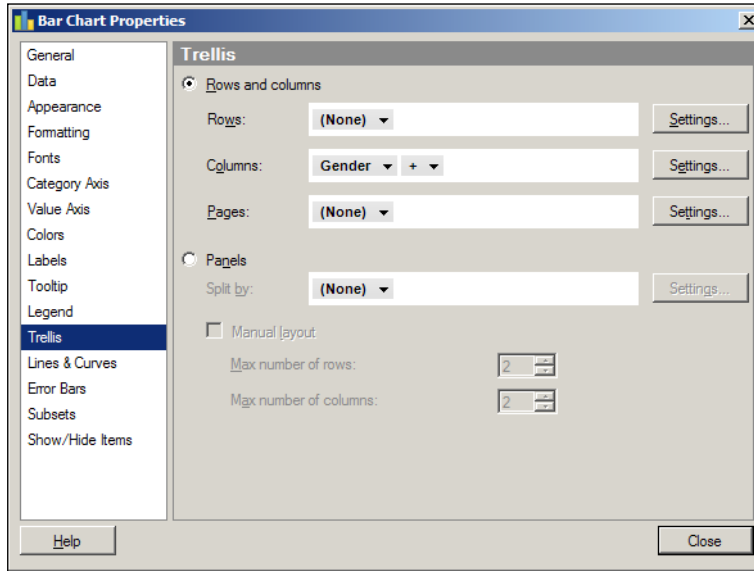 Bar Chart Properties
General
Data
Appearance
Formatting
Fonts
Category Axis
Value Axis
Colors
Labels
Tooltip
Legend
Trellis
Lines & Curves
Error Bars
Subsets
Show/Hide Items
Trellis
Rows and columns
Rows: (None) Settings...
Columns: Gender + Settings...
Pages: (None) Settings...
Panels
Split by: (None) Settings...
Manual layout
Max number of rows: 2
Max number of columns: 2
Help Close